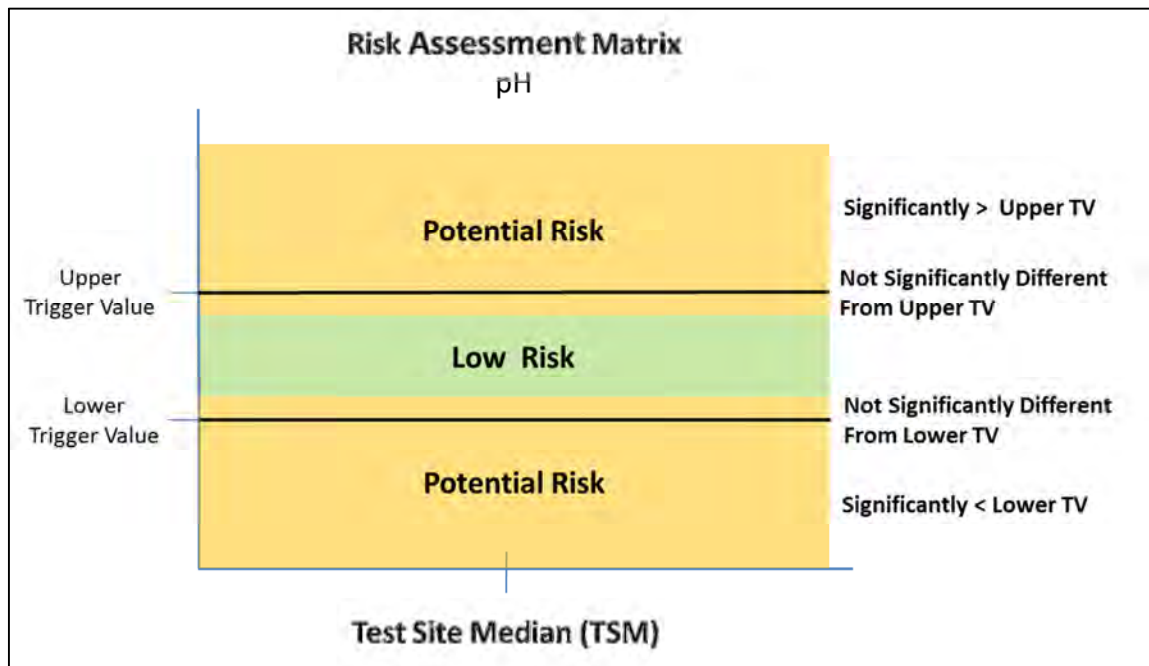 Risk Assessment Matrix
pH
Potential Risk
Significantly > Upper TV
Upper
Trigger Value
Not Significantly Different
From Upper TV
Low Risk
Lower
Trigger Value
Not Significantly Different
From Lower TV
Potential Risk
Significantly < Lower TV
Test Site Median (TSM)